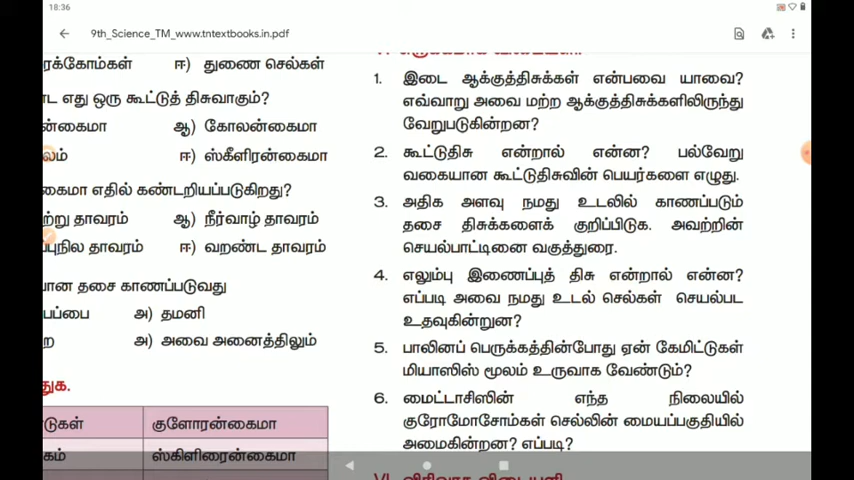 18:36
9th_Science_TM_www.tntextbooks.in.pdf
ரக்கோம்கள் ஈ) துணை செல்கள்
ட எது ஒரு கூட்டுத் திசுவாகும்?
ன்கைமா ஆ) கோலன்கைமா
லம் ஈ) ஸ்கீளிரன்கைமா
கைமா எதில் கண்டறியப்படுகிறது?
ற்று தாவரம் ஆ) நீர்வாழ் தாவரம்
ப்புநில தாவரம் ஈ) வறண்ட தாவரம்
யான தசை காணப்படுவது
பைப்பை அ) தமனி
ற அ) அவை அனைத்திலும்
துக.
டுகள் குளோரன்கைமா
கம் ஸ்கிளிரைன்கைமா
1. இடை ஆக்குத்திசுக்கள் என்பவை யாவை?
எவ்வாறு அவை மற்ற ஆக்குத்திசுக்களிலிருந்து
வேறுபடுகின்றன?
2. கூட்டுதிசு என்றால் என்ன? பல்வேறு
வகையான கூட்டுதிசுவின் பெயர்களை எழுது.
3. அதிக அளவு நமது உடலில் காணப்படும்
தசை திசுக்களைக் குறிப்பிடுக. அவற்றின்
செயல்பாட்டினை வகுத்துரை.
4. எலும்பு இணைப்புத் திசு என்றால் என்ன?
எப்படி அவை நமது உடல் செல்கள் செயல்பட
உதவுகின்றுன?
5. பாலினப் பெருக்கத்தின்போது ஏன் கேமிட்டுகள்
மியாஸிஸ் மூலம் உருவாக வேண்டும்?
6. மைட்டாசிஸின் எந்த நிலையில்
குரோமோசோம்கள் செல்லின் மையப்பகுதியில்
அமைகின்றன? எப்படி?